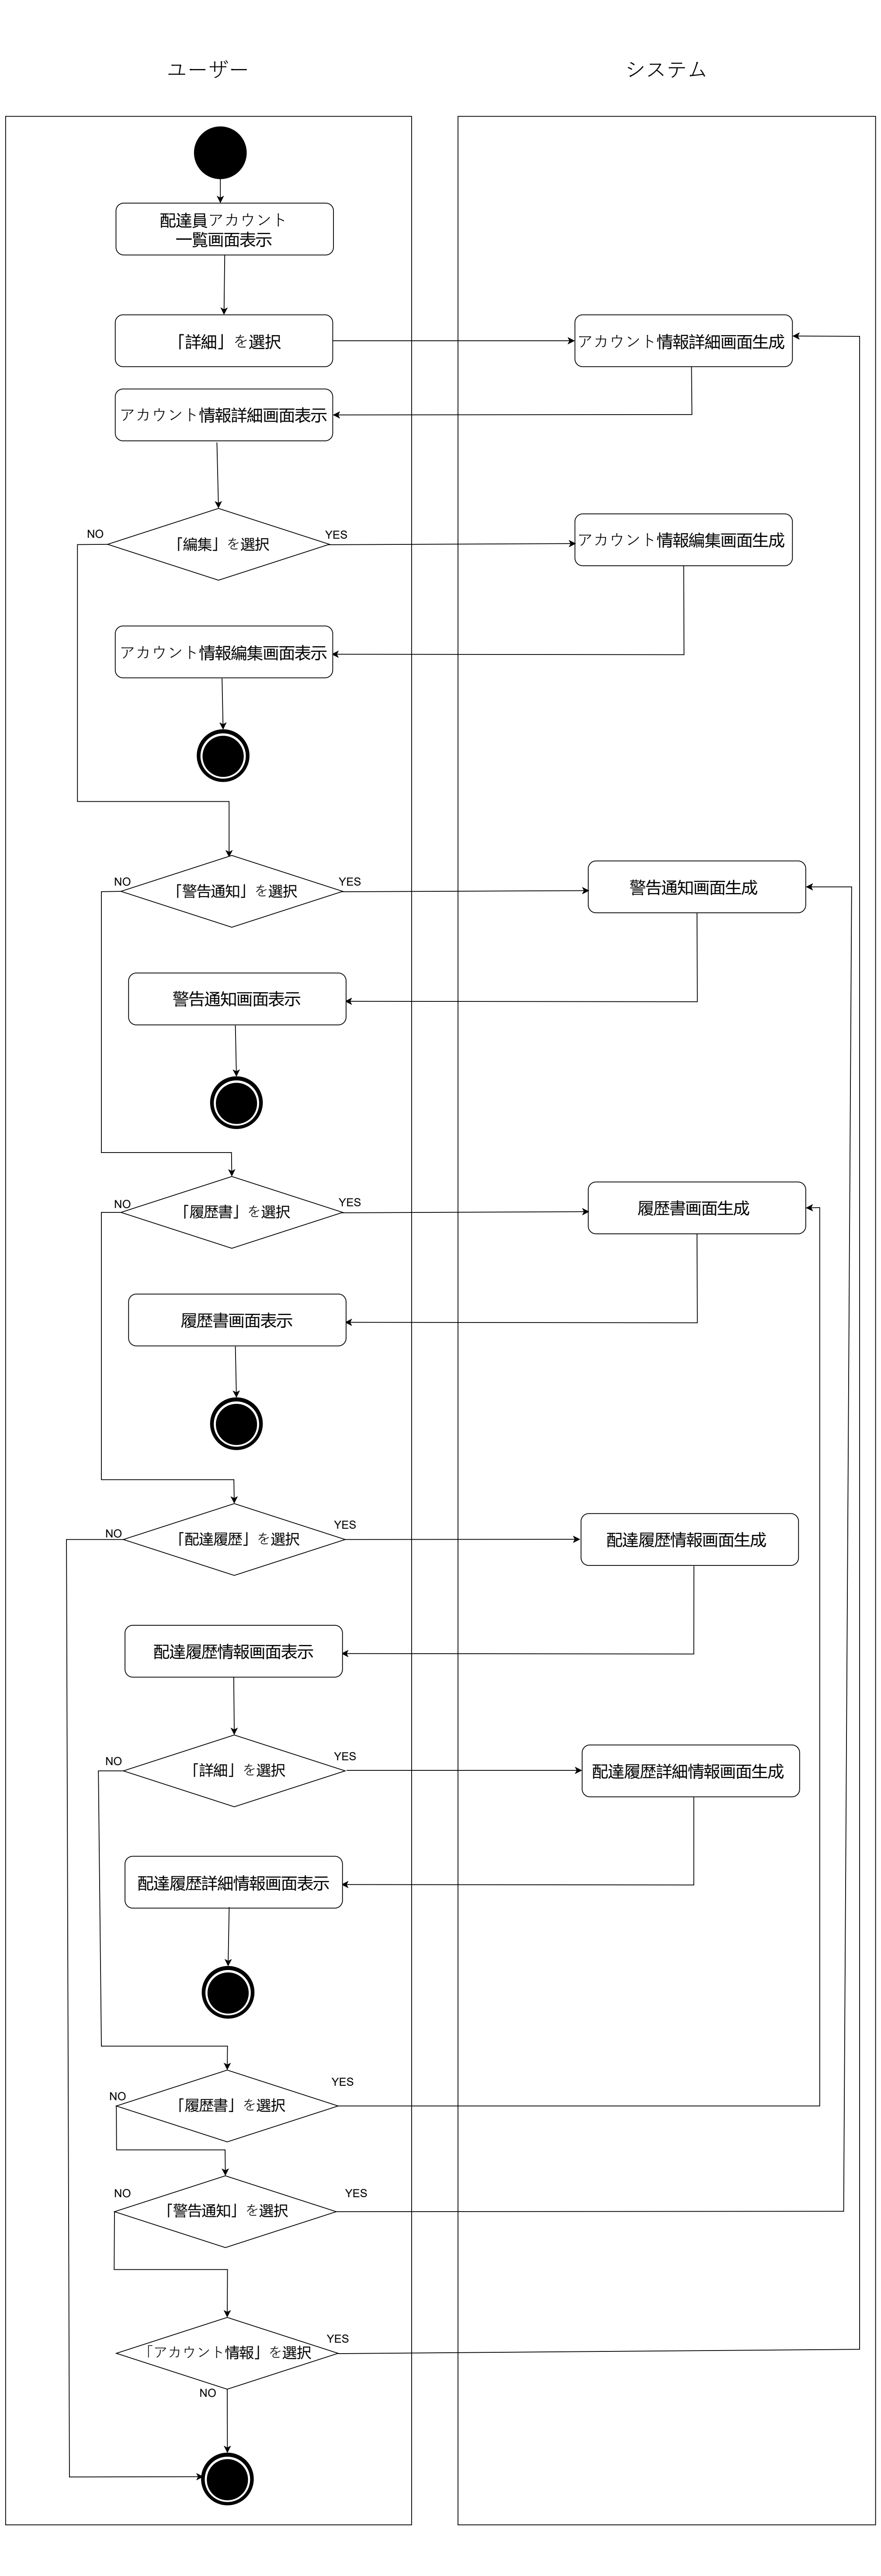 ユーザー
システム
配達員アカウント
一覧画面表示
「詳細」を選択
アカウント情報詳細画面生成
アカウント情報詳細画面表示
NO
「編集」を選択
YES
アカウント情報編集画面生成
アカウント情報編集画面表示
NO
「警告通知」を選択
YES
警告通知画面生成
警告通知画面表示
NO
「履歴書」を選択
YES
履歴書画面生成
履歴書画面表示
NO
「配達履歴」を選択
YES
配達履歴情報画面生成
配達履歴情報画面表示
NO
「詳細」を選択
YES
配達履歴詳細情報画面生成
配達履歴詳細情報画面表示
NO
「履歴書」を選択
YES
NO
「警告通知」を選択
YES
「アカウント情報」を選択
YES
NO